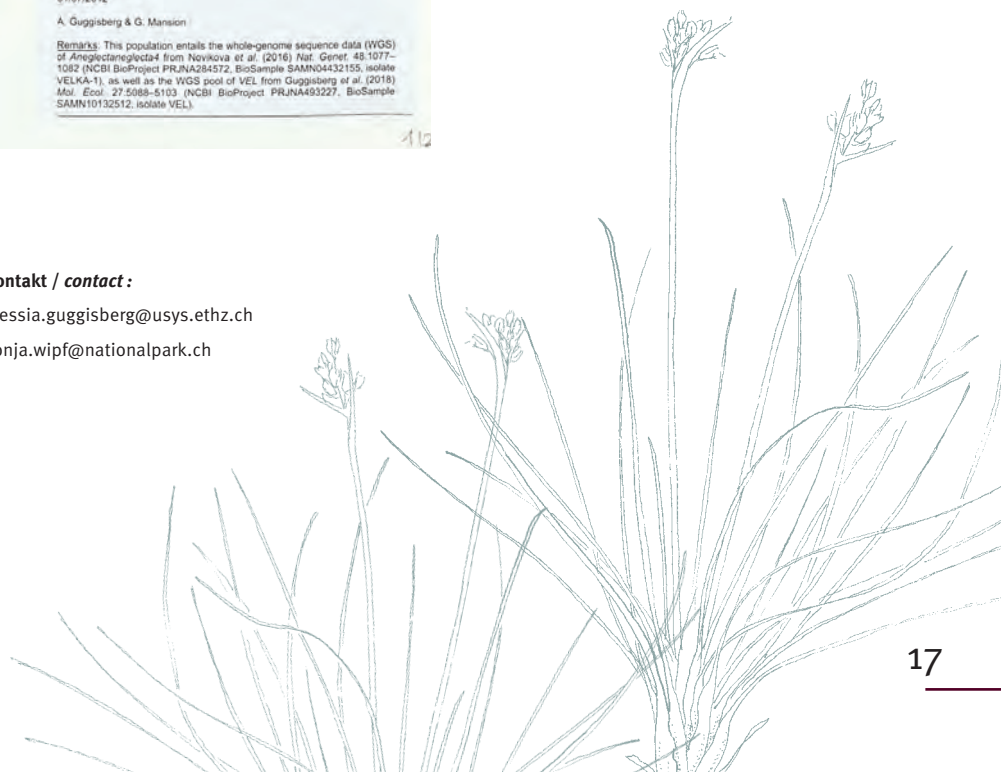 A. Guggisberg & G. Mansion
Remarks: This population entails the whole-genome sequence data (WGS)
of Aneglectaneglecta4 from Novikova et al. (2016) Nat. Genet. 48:1077–
1082 (NCBI BioProject PRJNA284572, BioSample SAMN04432155, isolate
VELKA-1), as well as the WGS pool of VEL from Guggisberg et al. (2018)
Mol. Ecol. 27:5088–5103 (NCBI BioProject PRJNA493227, BioSample
SAMN10132512, isolate VEL).
ontakt / contact :
essia.guggisberg@usys.ethz.ch
onja.wipf@nationalpark.ch
17